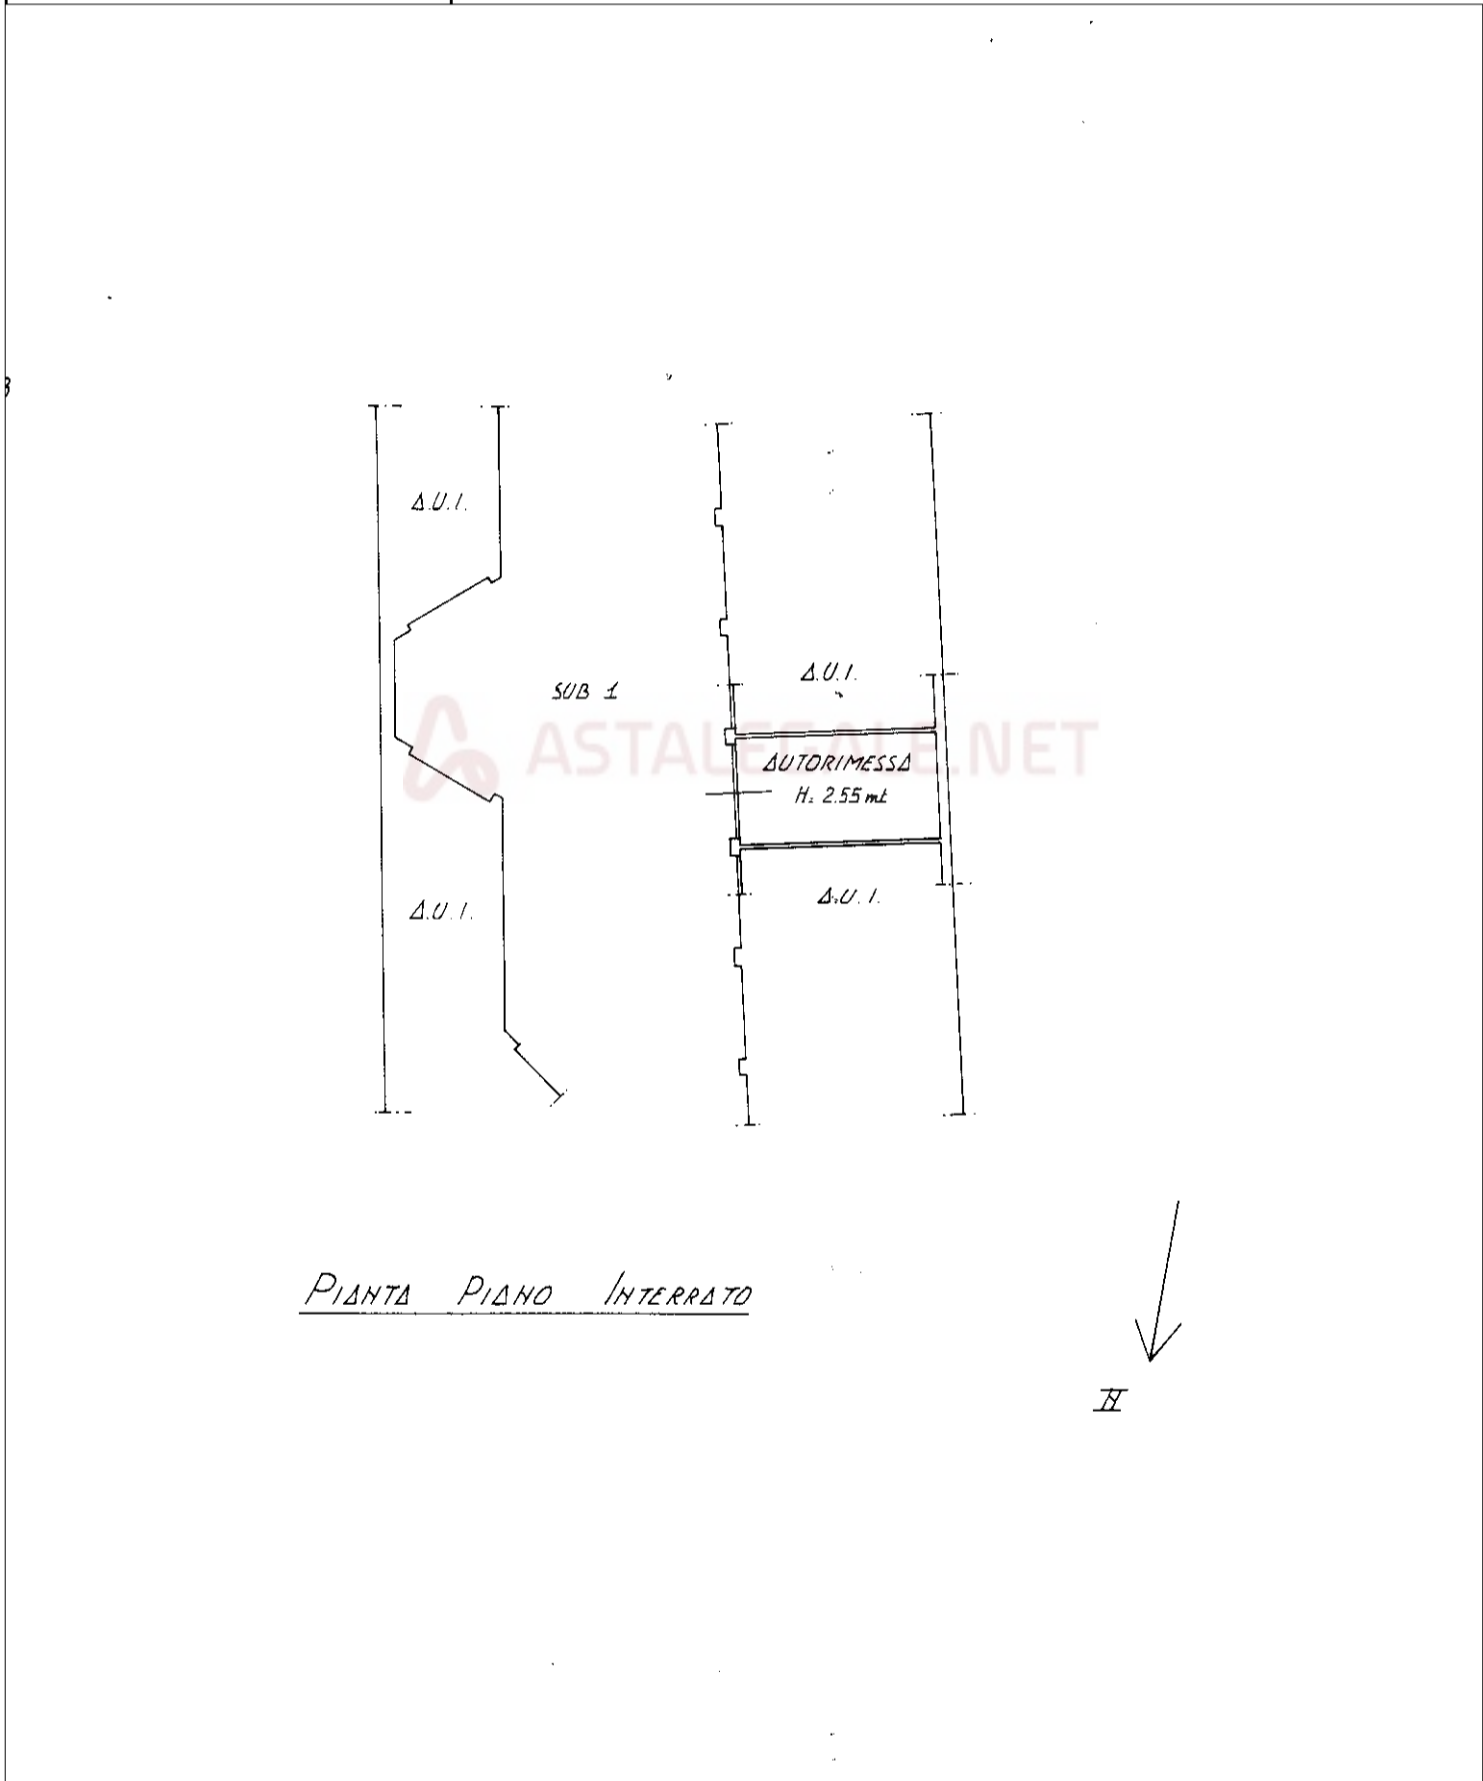 A.U.I.
A.U.I.
SUB 1
ASTALEGALE.NET
AUTORIMESSA
H= 2.55 mt
A.U.I.
A.U.I.
PIANTA PIANO INTERRATO
N